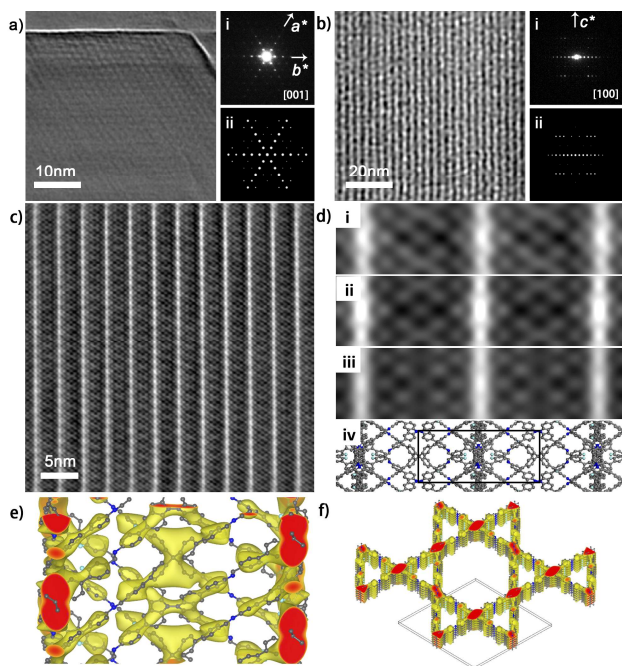 a)
i
a*
b*
[001]
ii
10nm
b)
i
c*
[100]
ii
20nm
c)
5nm
d)
i
ii
iii
iv
e)
f)